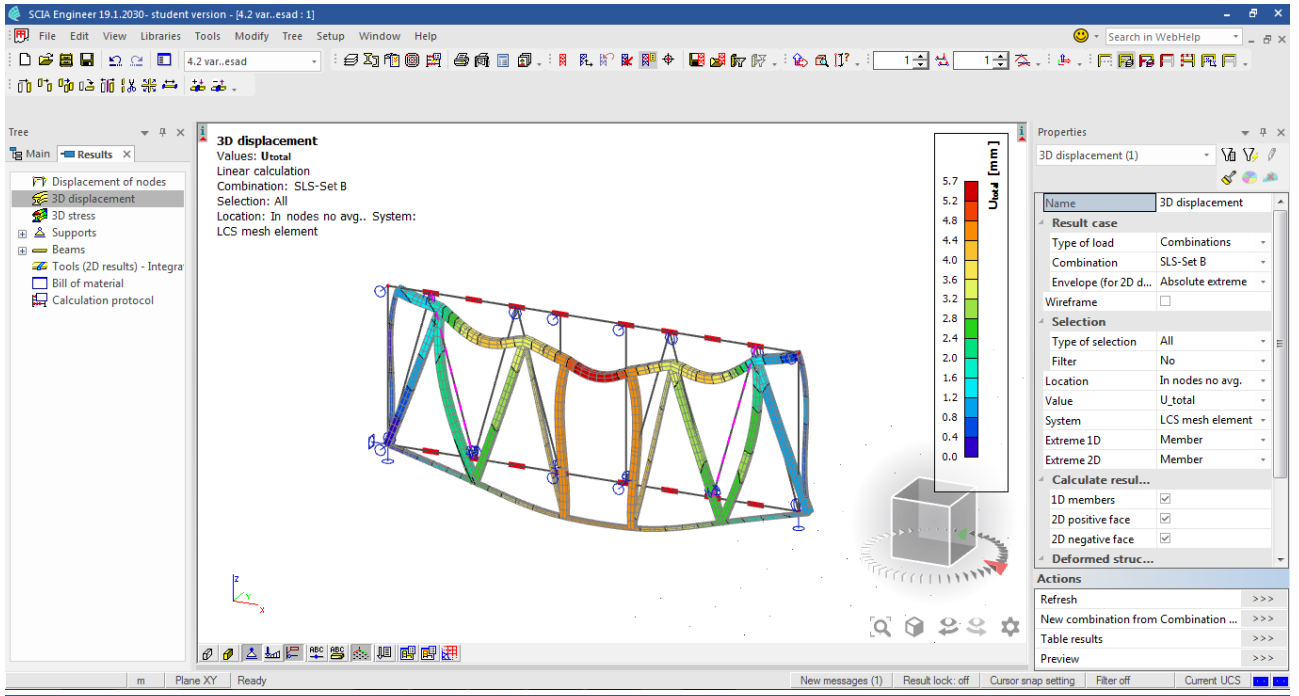 SCIA Engineer 19.1.2030- student version - [4.2 var..esad : 1]
File Edit View Libraries Tools Modify Tree Setup Window Help
Search in WebHelp
4.2 var..esad
1
1
Tree
Main
Results
Displacement of nodes
3D displacement
3D stress
Supports
Beams
Tools (2D results) - Integra
Bill of material
Calculation protocol
3D displacement
Values: Utotal
Linear calculation
Combination: SLS-Set B
Selection: All
Location: In nodes no avg.. System:
LCS mesh element
Utotal [mm]
5.7
5.2
4.8
4.4
4.0
3.6
3.2
2.8
2.4
2.0
1.6
1.2
0.8
0.4
0.0
z
Y
x
ABC
ABC
Properties
3D displacement (1)
Name 3D displacement
Result case
Type of load Combinations
Combination SLS-Set B
Envelope (for 2D d... Absolute extreme
Wireframe
Selection
Type of selection All
Filter No
Location In nodes no avg.
Value U_total
System LCS mesh element
Extreme 1D Member
Extreme 2D Member
Calculate resul...
1D members
2D positive face
2D negative face
Deformed struc...
Actions
Refresh >>>
New combination from Combination ... >>>
Table results >>>
Preview >>>
m Plane XY Ready New messages (1) Result lock: off Cursor snap setting Filter off Current UCS